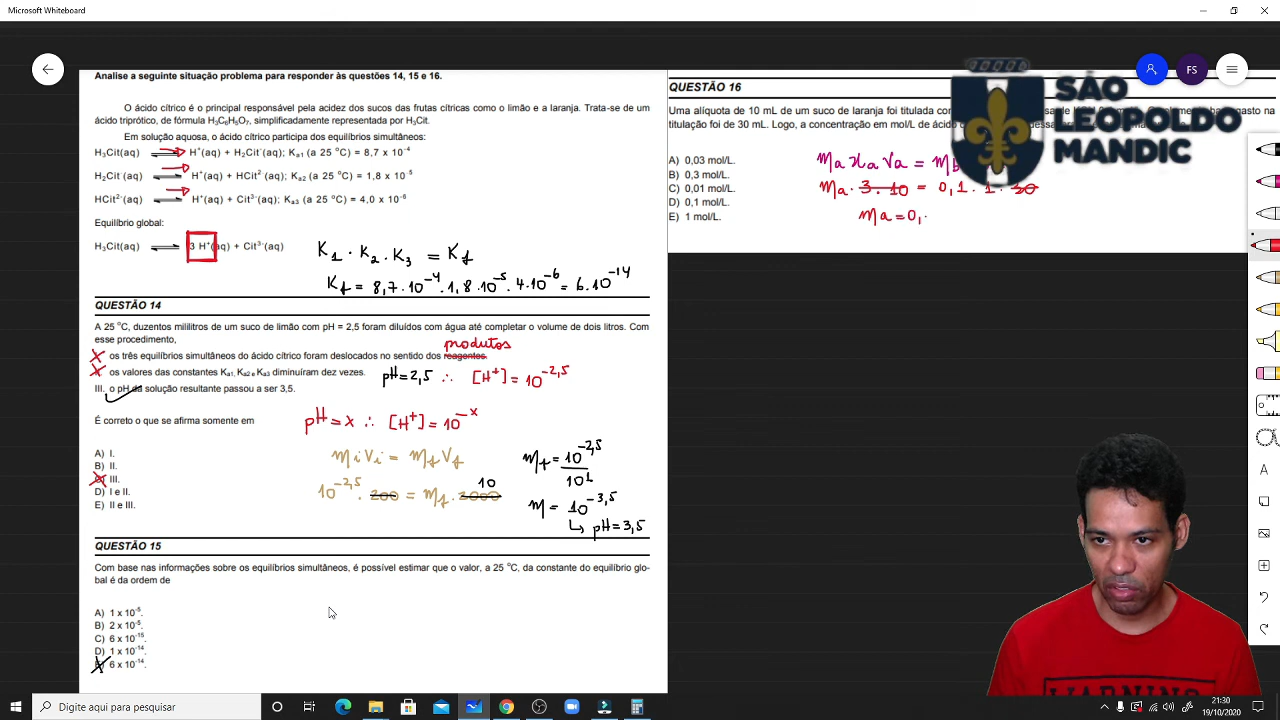 Microsoft Whiteboard
Analise a seguinte situação problema para responder às questões 14, 15 e 16.
O ácido cítrico é o principal responsável pela acidez dos sucos das frutas cítricas como o limão e a laranja. Trata-se de um
ácido triprótico, de fórmula H₃C₆H₅O₇, simplificadamente representado por H₃Cit.
Em solução aquosa, o ácido cítrico participa dos equilíbrios simultâneos:
H₃Cit(aq) ⇌ H⁺(aq) + H₂Cit⁻(aq); Kₐ₁ (a 25 °C) = 8,7 x 10⁻⁴
H₂Cit(aq) ⇌ H⁺(aq) + HCit²⁻(aq); Kₐ₂ (a 25 °C) = 1,8 x 10⁻⁵
HCit²⁻(aq) ⇌ H⁺(aq) + Cit³⁻(aq); Kₐ₃ (a 25 °C) = 4,0 x 10⁻⁶
Equilíbrio global:
H₃Cit(aq) ⇌ 3 H⁺(aq) + Cit³⁻(aq)
K₁ · K₂ · K₃ = Kf
Kf = 8,7 · 10⁻⁴ · 1,8 · 10⁻⁵ · 4 · 10⁻⁶ = 6 · 10⁻¹⁴
QUESTÃO 14
A 25 °C, duzentos mililitros de um suco de limão com pH = 2,5 foram diluídos com água até completar o volume de dois litros. Com
esse procedimento,
produtos
os três equilíbrios simultâneos do ácido cítrico foram deslocados no sentido dos reagentes.
os valores das constantes Kₐ₁, Kₐ₂ e Kₐ₃ diminuíram dez vezes.
pH = 2,5 ∴ [H⁺] = 10⁻²,⁵
III. o pH da solução resultante passou a ser 3,5.
pH = x ∴ [H⁺] = 10⁻ˣ
É correto o que se afirma somente em
A) I.
B) II.
C) III.
D) I e II.
E) II e III.
Mi Vi = Mf Vf
10⁻²,⁵ · 200 = Mf · 2000
10
Mf = 10⁻²,⁵
10¹
M = 10⁻³,⁵
↳ pH = 3,5
QUESTÃO 15
Com base nas informações sobre os equilíbrios simultâneos, é possível estimar que o valor, a 25 °C, da constante do equilíbrio glo-
bal é da ordem de
A) 1 x 10⁻⁵.
B) 2 x 10⁻⁵.
C) 6 x 10⁻¹⁵.
D) 1 x 10⁻¹⁴.
E) 6 x 10⁻¹⁴.
QUESTÃO 16
Uma alíquota de 10 mL de um suco de laranja foi titulada
gasto na
titulação foi de 30 mL. Logo, a concentração em mol/L de ácido
A) 0,03 mol/L.
B) 0,3 mol/L.
C) 0,01 mol/L.
D) 0,1 mol/L.
E) 1 mol/L.
Ma xa Va = Mb
Ma · 3 · 10 = 0,1 · 1 · 30
Ma = 0,
SÃO
LEOPOLDO
MANDIC
FS
WARNING
Digite aqui para pesquisar
21:30
19/10/2020